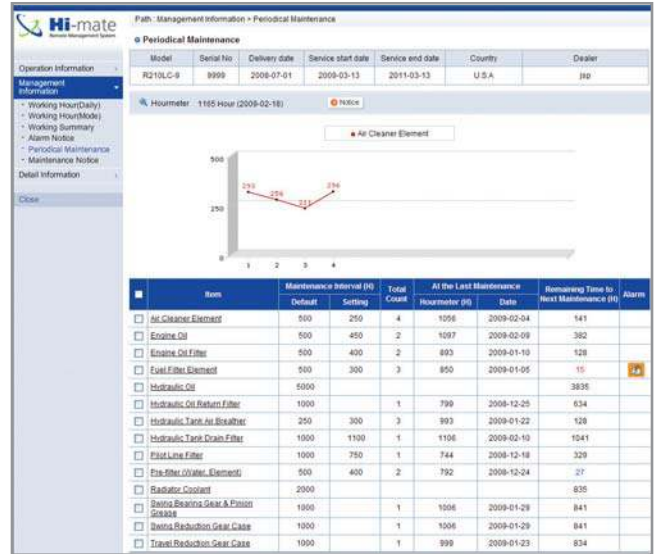 Hi-mate
Remote Management System
Path : Management Information > Periodical Maintenance
Periodical Maintenance
Model Serial No Delivery date Service start date Service end date Country Dealer
R210LC-9 9999 2008-07-01 2009-03-13 2011-03-13 U.S.A jsp
Operation Information
Management Information
Working Hour(Daily)
Working Hour(Mode)
Working Summary
Alarm Notice
Periodical Maintenance
Maintenance Notice
Detail Information
Close
Hourmeter 1165 Hour (2009-02-18) Notice
Air Cleaner Element
500
250
0
293 256 294
1 2 3 4
Item Maintenance Interval (H) Total Count At the Last Maintenance Remaining Time to Next Maintenance (H) Alarm
Default Setting Hourmeter (H) Date
Air Cleaner Element 500 250 4 1056 2009-02-04 141
Engine Oil 500 450 2 1097 2009-02-09 382
Engine Oil Filter 500 400 2 893 2009-01-10 128
Fuel Filter Element 500 300 3 850 2009-01-05 15
Hydraulic Oil 5000 3835
Hydraulic Oil Return Filter 1000 1 799 2008-12-25 634
Hydraulic Tank Air Breather 250 300 3 993 2009-01-22 128
Hydraulic Tank Drain Filter 1000 1100 1 1106 2009-02-10 1041
Pilot Line Filter 1000 750 1 744 2008-12-18 329
Pre-filter (Water, Element) 500 400 2 792 2008-12-24 27
Radiator Coolant 2000 835
Swing Bearing Gear & Pinion Grease 1000 1 1006 2009-01-29 841
Swing Reduction Gear Case 1000 1 1006 2009-01-29 841
Travel Reduction Gear Case 1000 1 999 2009-01-23 834